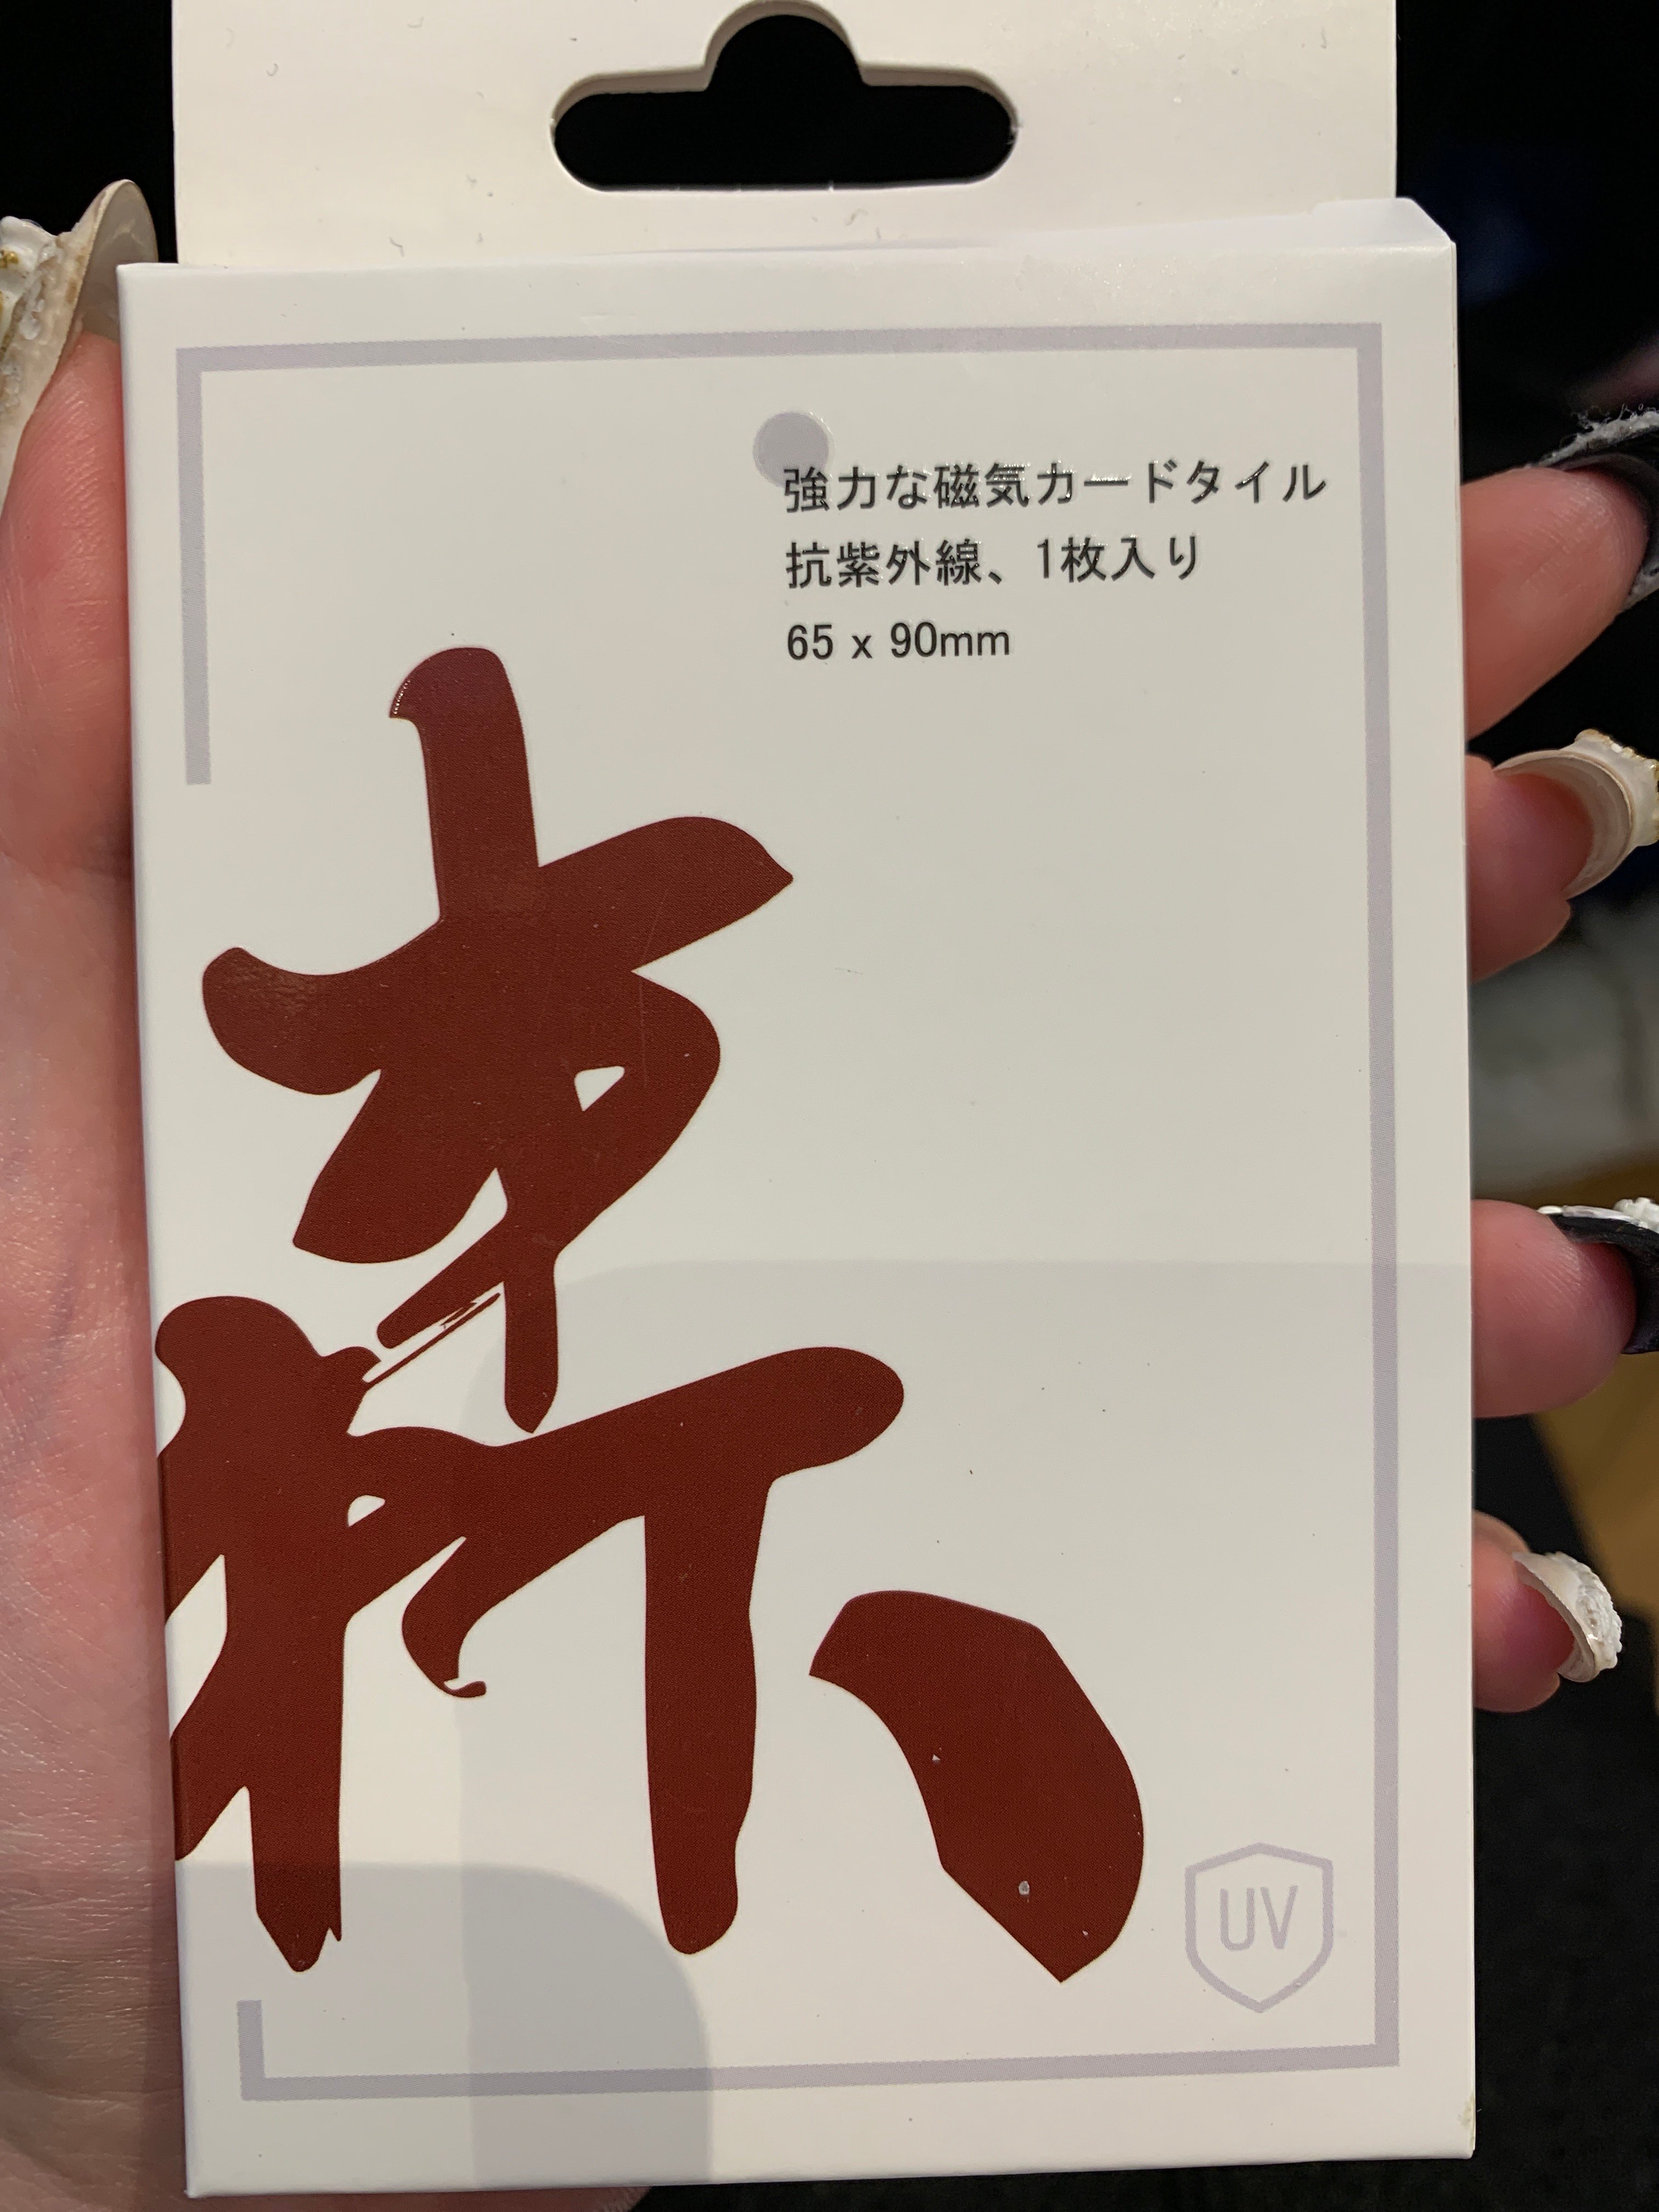 強力な磁気カードタイル
抗紫外線、1枚入り
65 x 90mm
UV